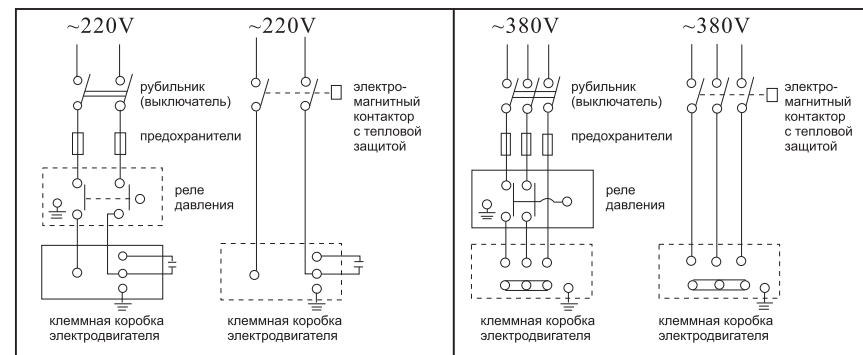 ~220V
~220V
рубильник
(выключатель)
предохранители
реле
давления
электро-
магнитный
контактор
с тепловой
защитой
клеммная коробка
электродвигателя
клеммная коробка
электродвигателя
~380V
~380V
рубильник
(выключатель)
предохранители
реле
давления
электро-
магнитный
контактор
с тепловой
защитой
клеммная коробка
электродвигателя
клеммная коробка
электродвигателя